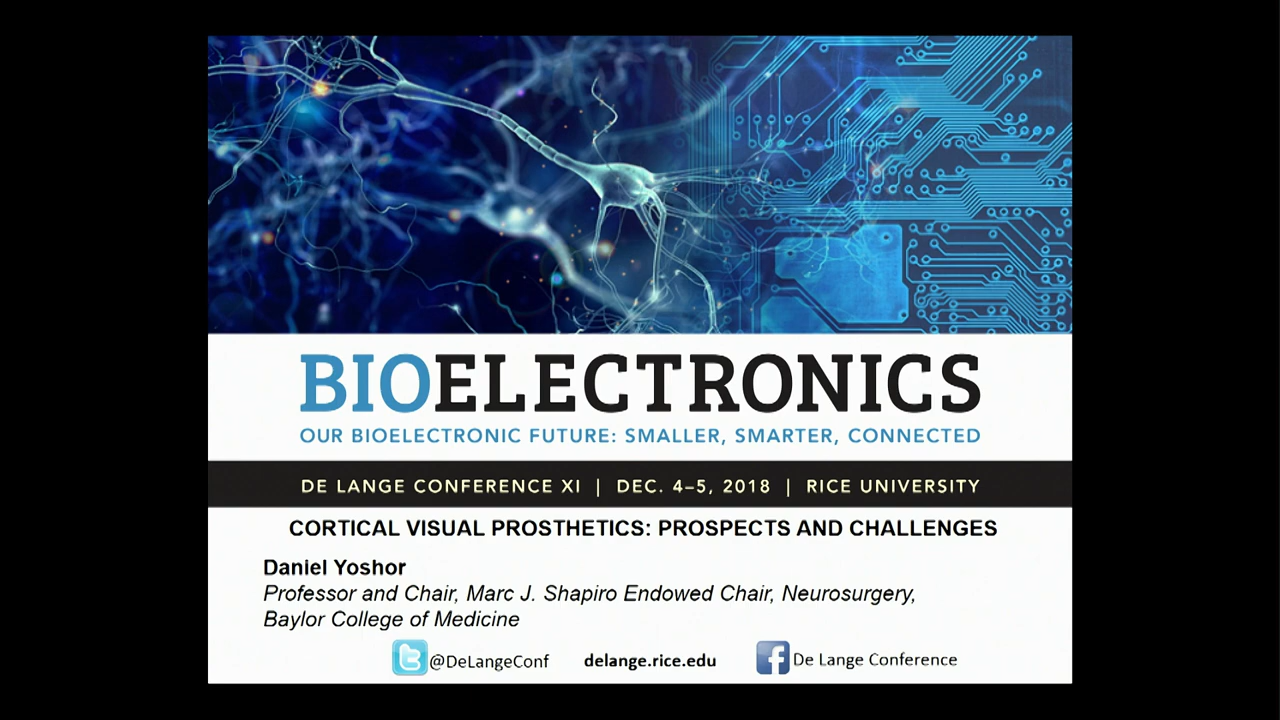 BIOELECTRONICS
OUR BIOELECTRONIC FUTURE: SMALLER, SMARTER, CONNECTED
DE LANGE CONFERENCE XI | DEC. 4–5, 2018 | RICE UNIVERSITY
CORTICAL VISUAL PROSTHETICS: PROSPECTS AND CHALLENGES
Daniel Yoshor
Professor and Chair, Marc J. Shapiro Endowed Chair, Neurosurgery,
Baylor College of Medicine
@DeLangeConf delange.rice.edu De Lange Conference